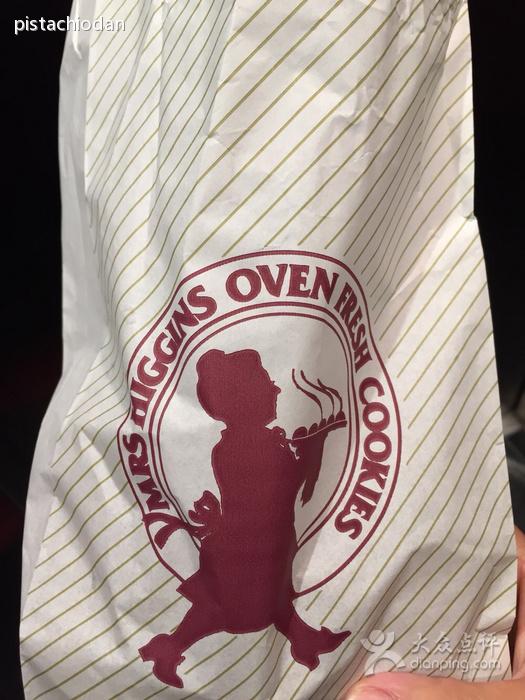 pistachiodan
MRS HIGGINS OVEN FRESH COOKIES
大众点评
dianping.com